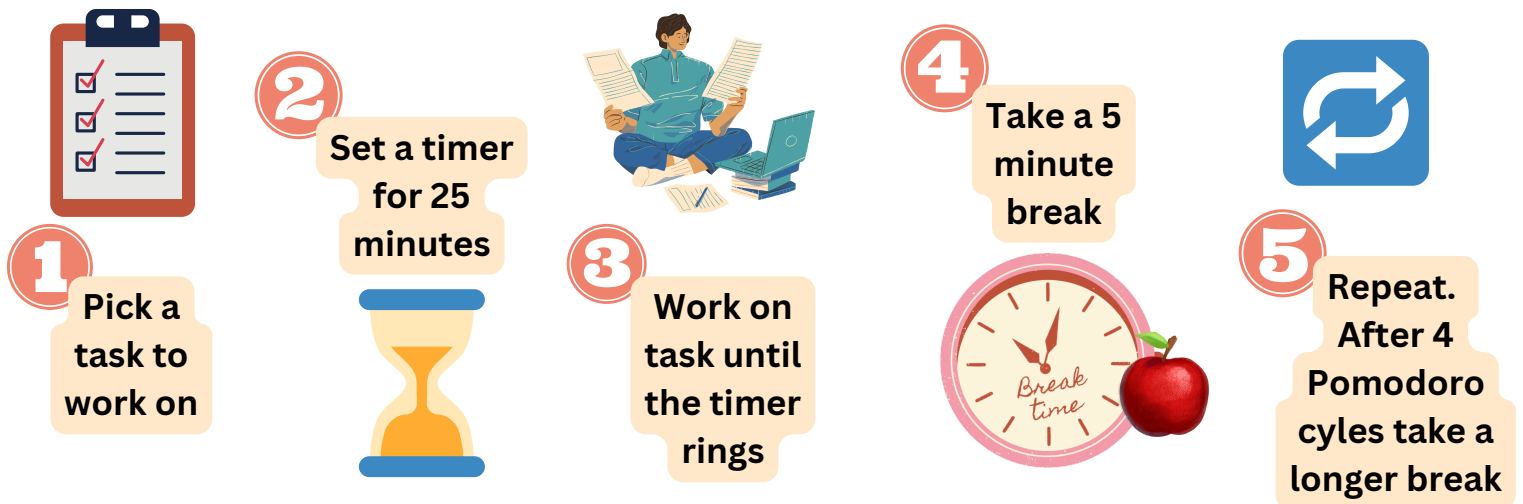 1
Pick a
task to
work on
2
Set a timer
for 25
minutes
3
Work on
task until
the timer
rings
4
Take a 5
minute
break
Break
time
5
Repeat.
After 4
Pomodoro
cyles take a
longer break